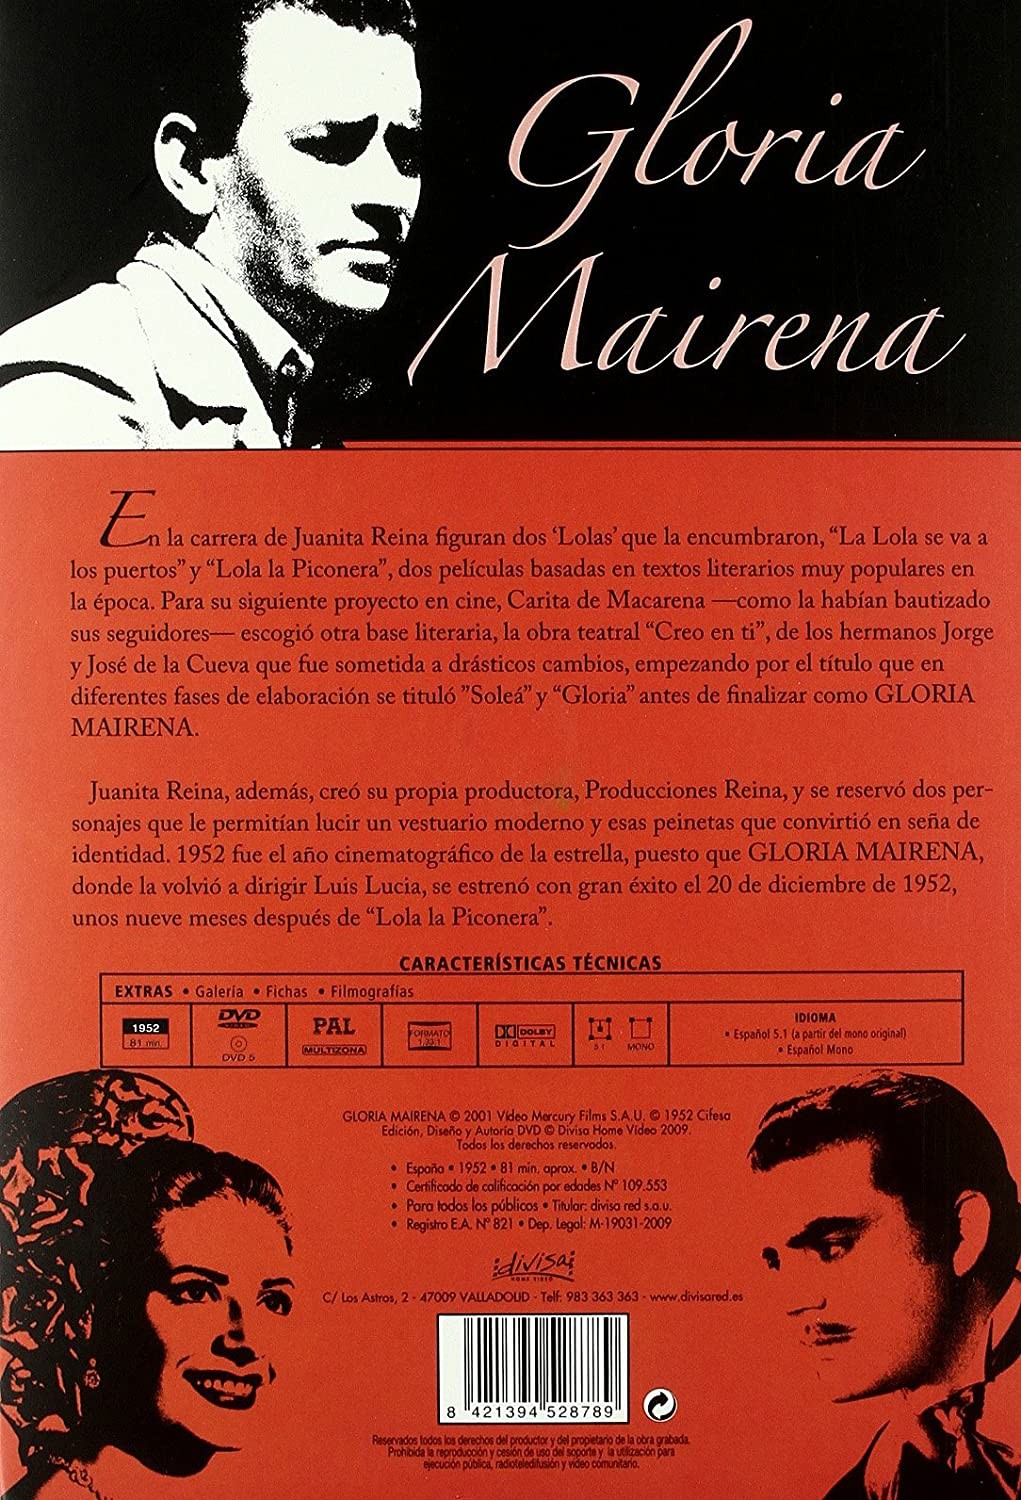 Gloria
Mairena
En la carrera de Juanita Reina figuran dos ‘Lolas’ que la encumbraron, “La Lola se va a
los puertos” y “Lola la Piconera”, dos películas basadas en textos literarios muy populares en
la época. Para su siguiente proyecto en cine, Carita de Macarena —como la habían bautizado
sus seguidores— escogió otra base literaria, la obra teatral “Creo en ti”, de los hermanos Jorge
y José de la Cueva que fue sometida a drásticos cambios, empezando por el título que en
diferentes fases de elaboración se tituló ”Soleá” y “Gloria” antes de finalizar como GLORIA
MAIRENA.
Juanita Reina, además, creó su propia productora, Producciones Reina, y se reservó dos per-
sonajes que le permitían lucir un vestuario moderno y esas peinetas que convirtió en seña de
identidad. 1952 fue el año cinematográfico de la estrella, puesto que GLORIA MAIRENA,
donde la volvió a dirigir Luis Lucia, se estrenó con gran éxito el 20 de diciembre de 1952,
unos nueve meses después de “Lola la Piconera”.
CARACTERÍSTICAS TÉCNICAS
EXTRAS • Galería • Fichas • Filmografías
1952
81 min.
DVD
VIDEO
DVD 5
PAL
MULTIZONA
FORMATO
1.33:1
DOLBY
DIGITAL
5.1
MONO
IDIOMA
• Español 5.1 (a partir del mono original)
• Español Mono
GLORIA MAIRENA © 2001 Video Mercury Films S.A.U. © 1952 Cifesa
Edición, Diseño y Autoría DVD © Divisa Home Video 2009.
Todos los derechos reservados.
• España • 1952 • 81 min. aprox. • B/N
• Certificado de calificación por edades Nº 109.553
• Para todos los públicos • Titular: divisa red s.a.u.
• Registro E.A. Nº 821 • Dep. Legal: M-19031-2009
divisa
HOME VIDEO
C/ Los Astros, 2 - 47009 VALLADOLID - Telf: 983 363 363 - www.divisared.es
8 421394 528789
Reservados todos los derechos del productor y del propietario de la obra grabada.
Prohibida la reproducción y cesión de uso del soporte y la utilización para
ejecución pública, radioteledifusión y video comunitario.